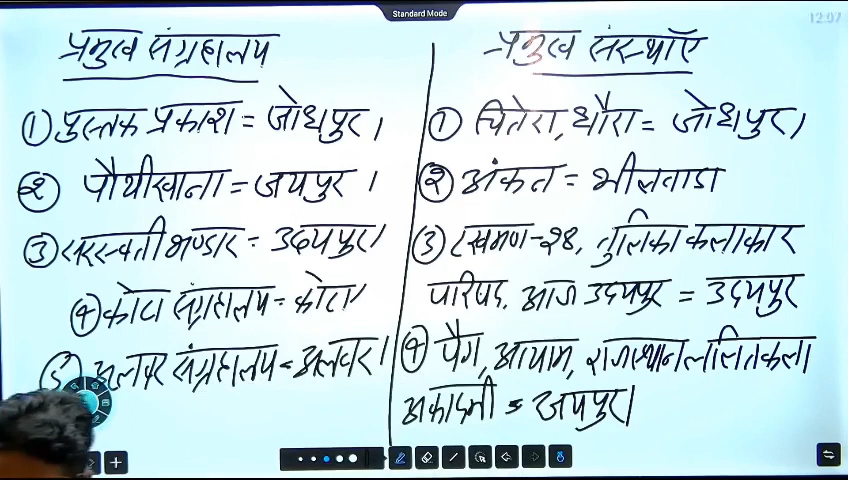 Standard Mode
12:07
प्रमुख संग्रहालय
① पुस्तक प्रकाश = जोधपुर।
② पोथीखाना = जयपुर।
③ सरस्वती भण्डार = उदयपुर।
④ कोटा संग्रहालय = कोटा
⑤ अलवर संग्रहालय = अलवर।
प्रमुख संस्थाएँ
① चितेरा, धौरा = जोधपुर।
② अंकन = भीलवाडा
③ टखमण-२८, तुलिका कलाकार
परिषद, आज उदयपुर = उदयपुर
④ पैग, आयाम, राजस्थान ललितकला
अकादमी = जयपुर।